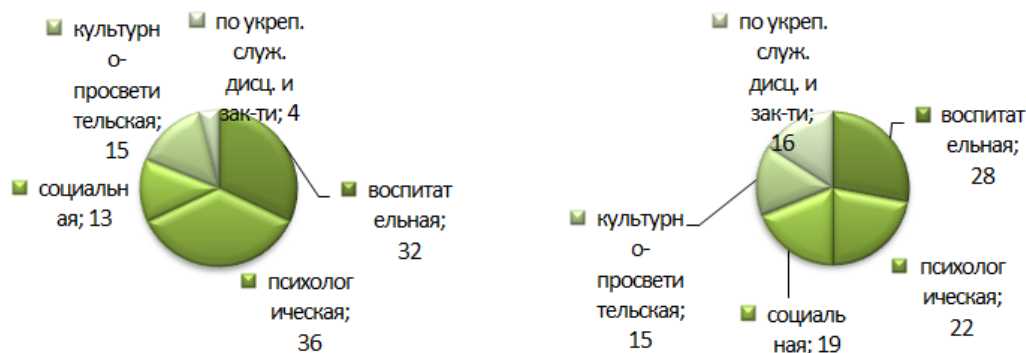 культурн
о-
просвети
тельская;
15
по укреп.
служ.
дисц. и
зак-ти; 4
социальн
ая; 13
воспитат
ельная;
32
психолог
ическая;
36
по укреп.
служ.
дисц. и
зак-ти;
16
воспитат
ельная;
28
культурн
о-
просвети
тельская;
15
социаль
ная; 19
психолог
ическая;
22